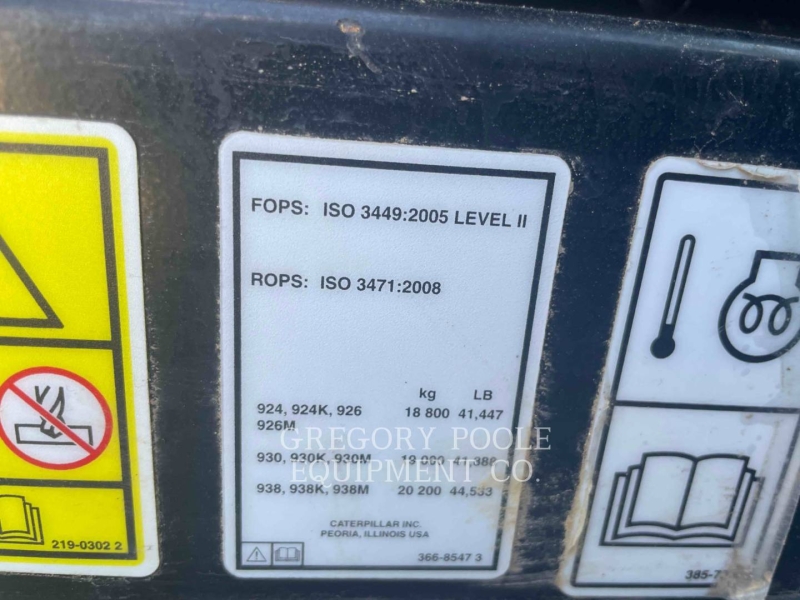 FOPS: ISO 3449:2005 LEVEL II
ROPS: ISO 3471:2008
kg LB
924, 924K, 926 18 800 41,447
926M
930, 930K, 930M
938, 938K, 938M 20 200 44,533
CATERPILLAR INC.
PEORIA, ILLINOIS USA
366-8547 3
219-0302 2
GREGORY POOLE
EQUIPMENT CO.